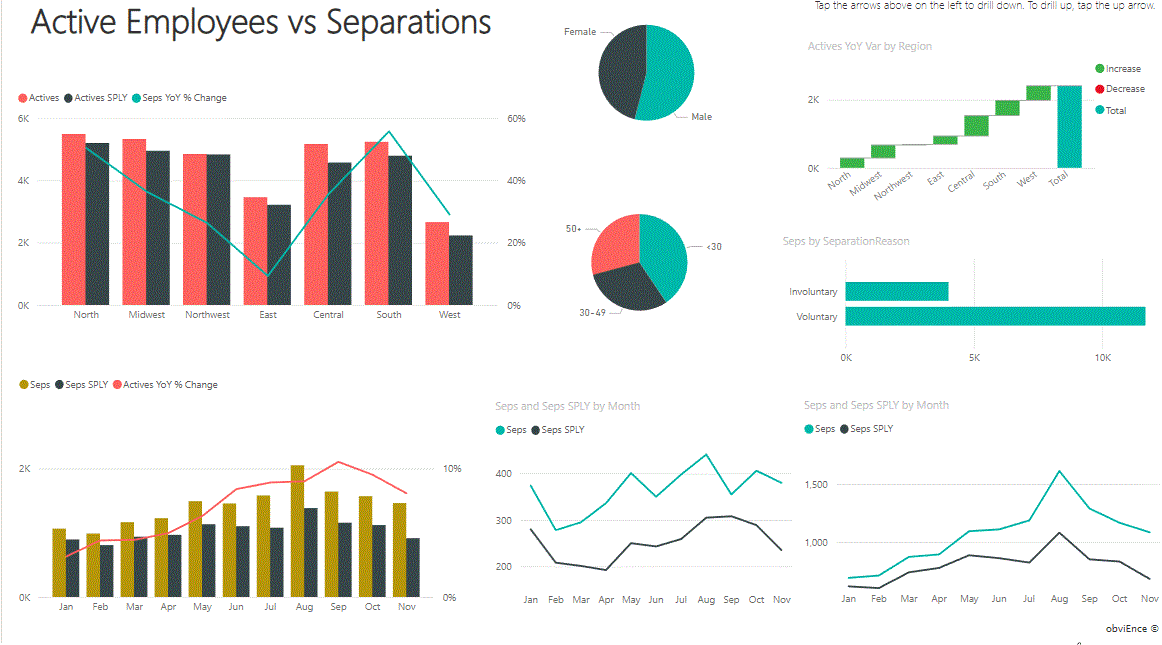 Active Employees vs Separations
Tap the arrows above on the left to drill down. To drill up, tap the up arrow.
Actives Actives SPLY Seps YoY % Change
6K
4K
2K
0K
60%
40%
20%
0%
North Midwest Northwest East Central South West
Female
Male
50+
<30
30-49
Actives YoY Var by Region
Increase
Decrease
Total
2K
0K
North Midwest Northwest East Central South West Total
Seps by SeparationReason
Involuntary
Voluntary
0K 5K 10K
Seps Seps SPLY Actives YoY % Change
2K
0K
10%
0%
Jan Feb Mar Apr May Jun Jul Aug Sep Oct Nov
Seps and Seps SPLY by Month
Seps Seps SPLY
400
300
200
Jan Feb Mar Apr May Jun Jul Aug Sep Oct Nov
Seps and Seps SPLY by Month
Seps Seps SPLY
1,500
1,000
Jan Feb Mar Apr May Jun Jul Aug Sep Oct Nov
obviEnce ©